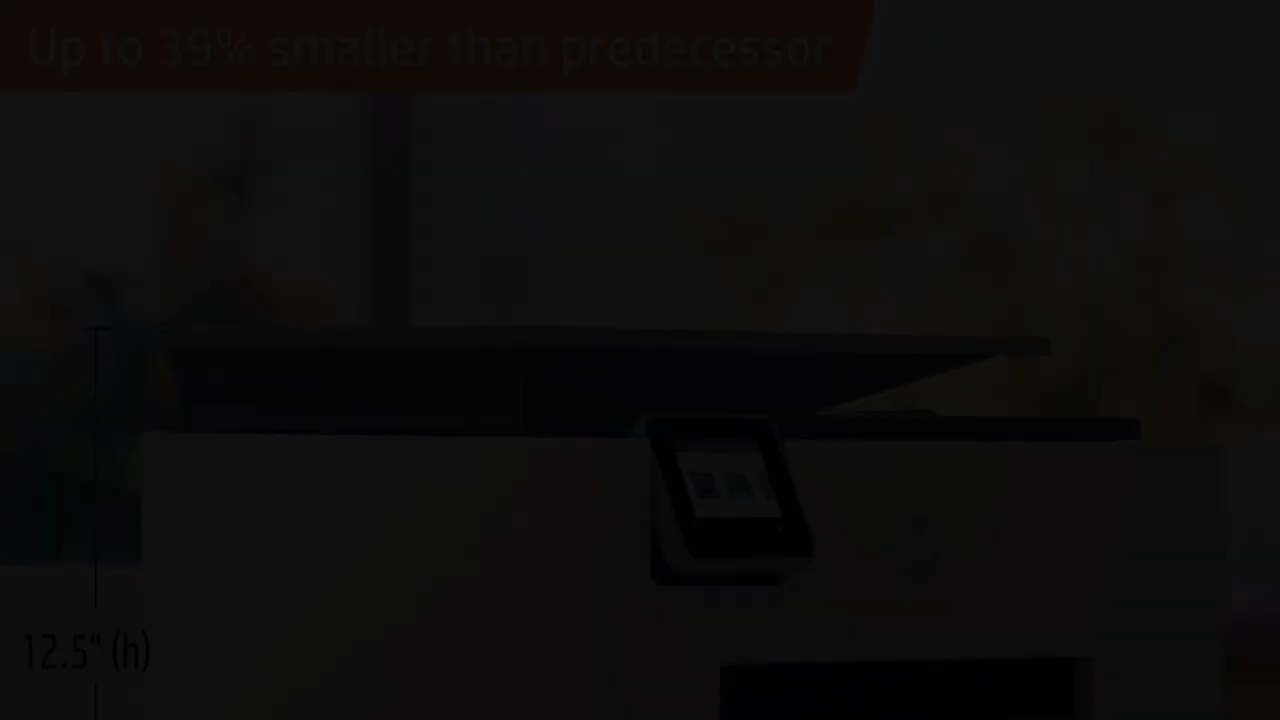 Up to 39% smaller than predecessor
12.5" (h)